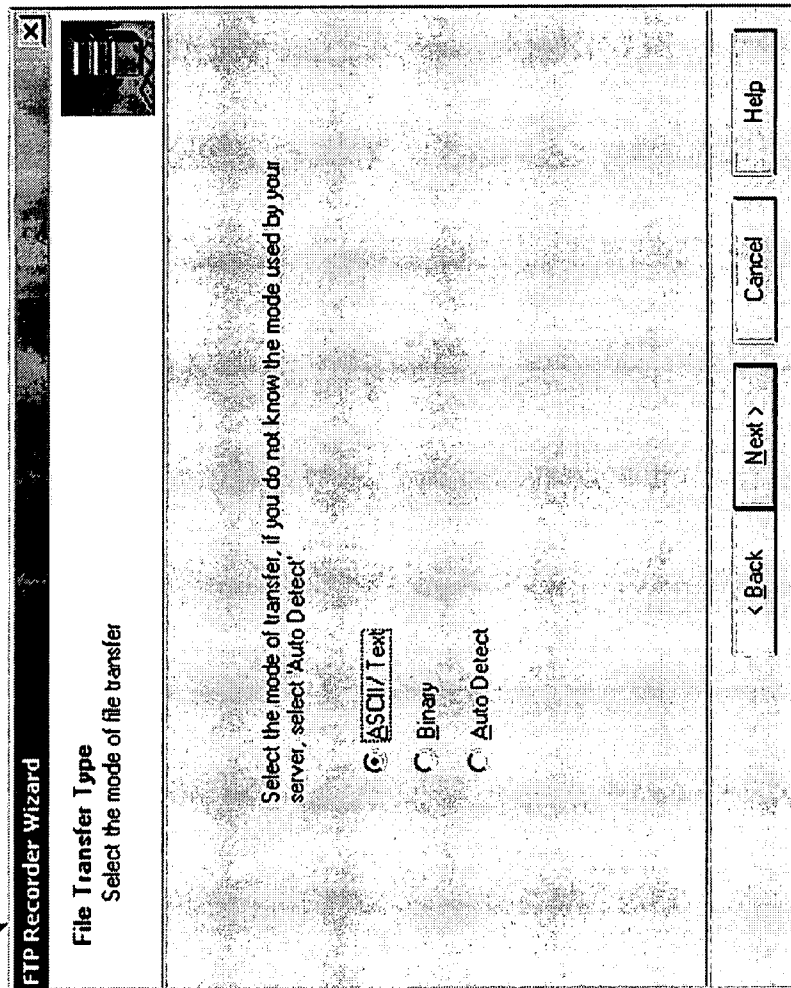 FTP Recorder Wizard
File Transfer Type
Select the mode of file transfer
Select the mode of transfer, if you do not know the mode used by your
server, select 'Auto Detect'
ASCII / Text
Binary
Auto Detect
< Back
Next >
Cancel
Help